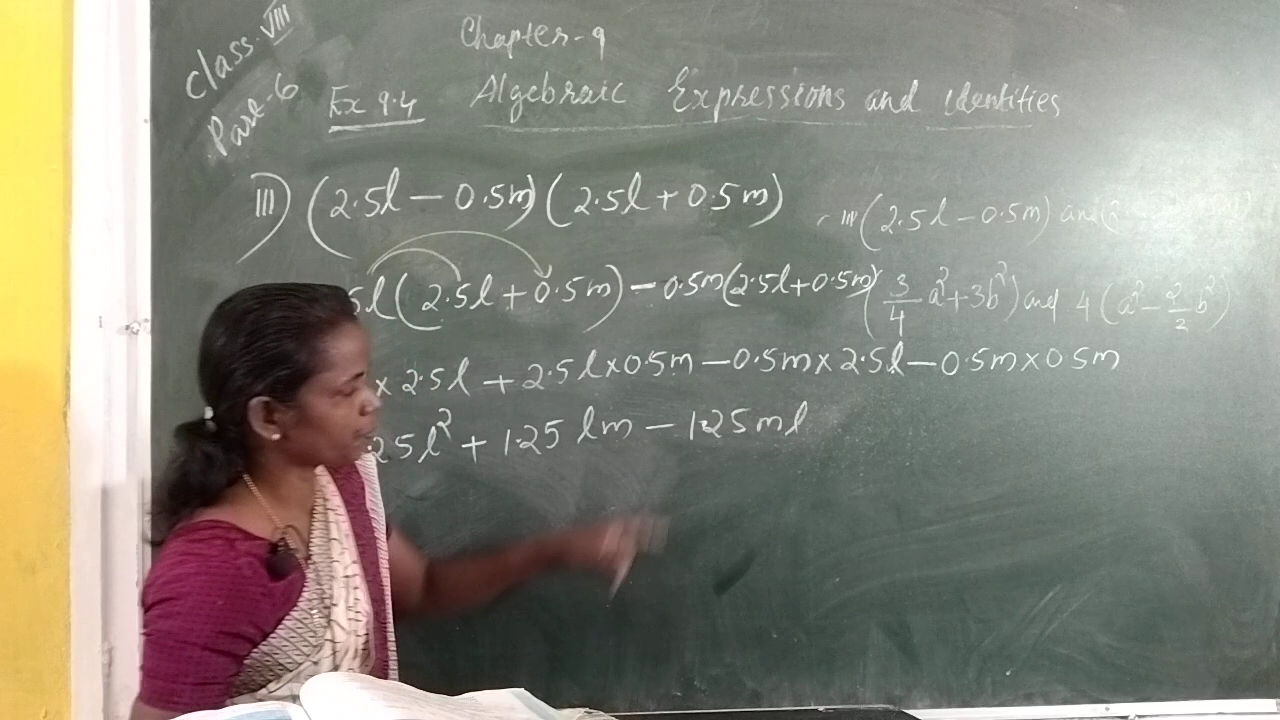 Class. VIII
Part-6
Chapter-9
Ex 9.4 Algebraic Expressions and identities
III) (2.5l - 0.5m) (2.5l + 0.5m)
III (2.5l - 0.5m) and (2
5l (2.5l + 0.5m) - 0.5m (2.5l + 0.5m)
(3/4 a² + 3b²) and 4 (a² - 2/2 b²)
x 2.5l + 2.5l x 0.5m - 0.5m x 2.5l - 0.5m x 0.5m
.25l² + 1.25 lm - 1.25 ml